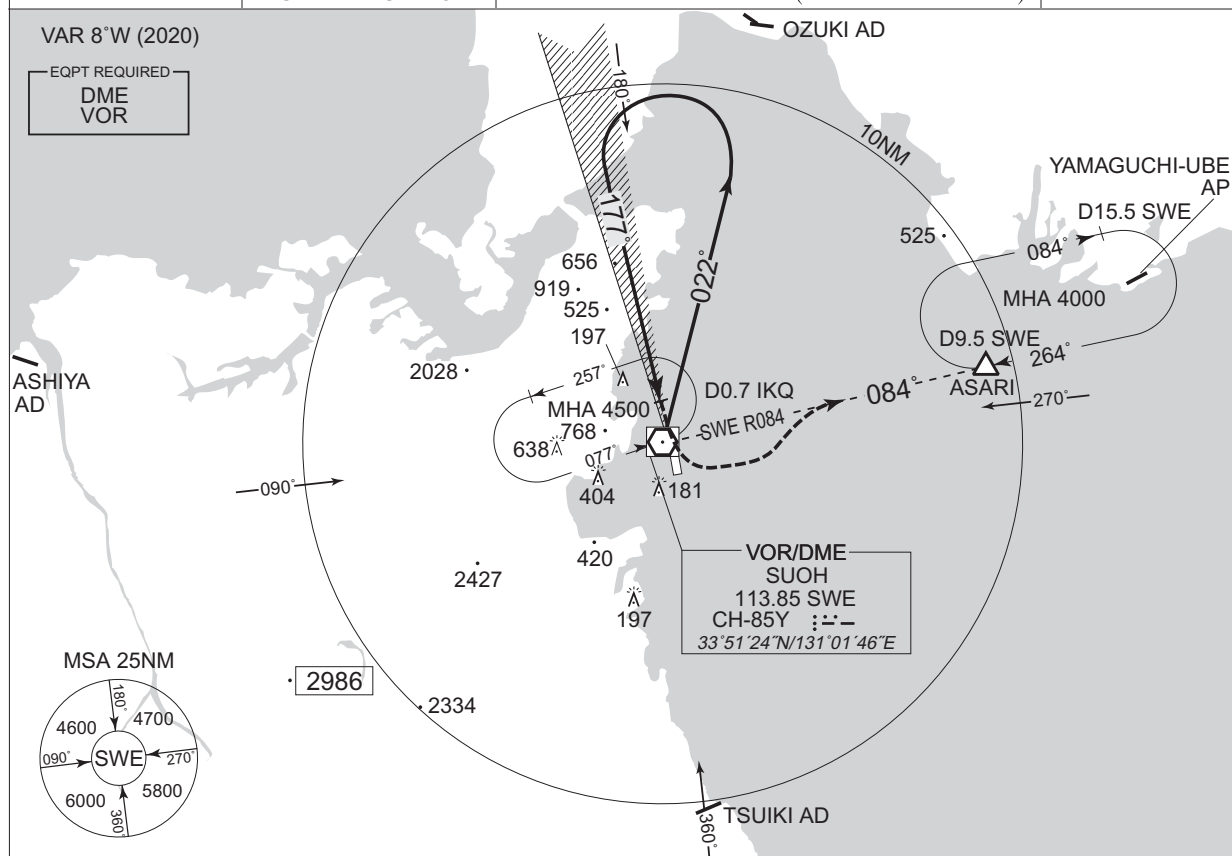 VAR 8°W (2020)
EQPT REQUIRED
DME
VOR
OZUKI AD
180°
10NM
YAMAGUCHI-UBE
AP
D15.5 SWE
177°
022°
525
084°
MHA 4000
656
919
525
197
D9.5 SWE
264°
ASARI
270°
2028
257°
D0.7 IKQ
084°
ASHIYA
AD
MHA 4500
SWE R084
768
638
077°
404
181
090°
420
2427
197
VOR/DME
SUOH
113.85 SWE
CH-85Y
33°51´24˝N/131°01´46˝E
MSA 25NM
180°
4600
4700
090°
SWE
270°
6000
5800
360°
2986
2334
TSUIKI AD
360°